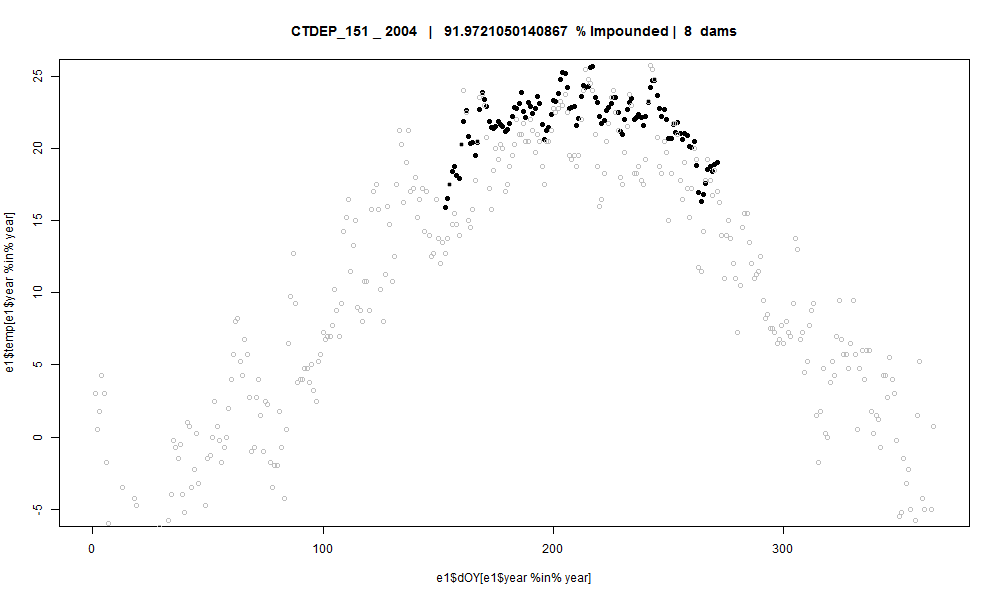 CTDEP_151 _ 2004 | 91.9721050140867 % Impounded | 8 dams
e1$temp[e1$year %in% year]
25
20
15
10
5
0
-5
0 100 200 300
e1$dOY[e1$year %in% year]